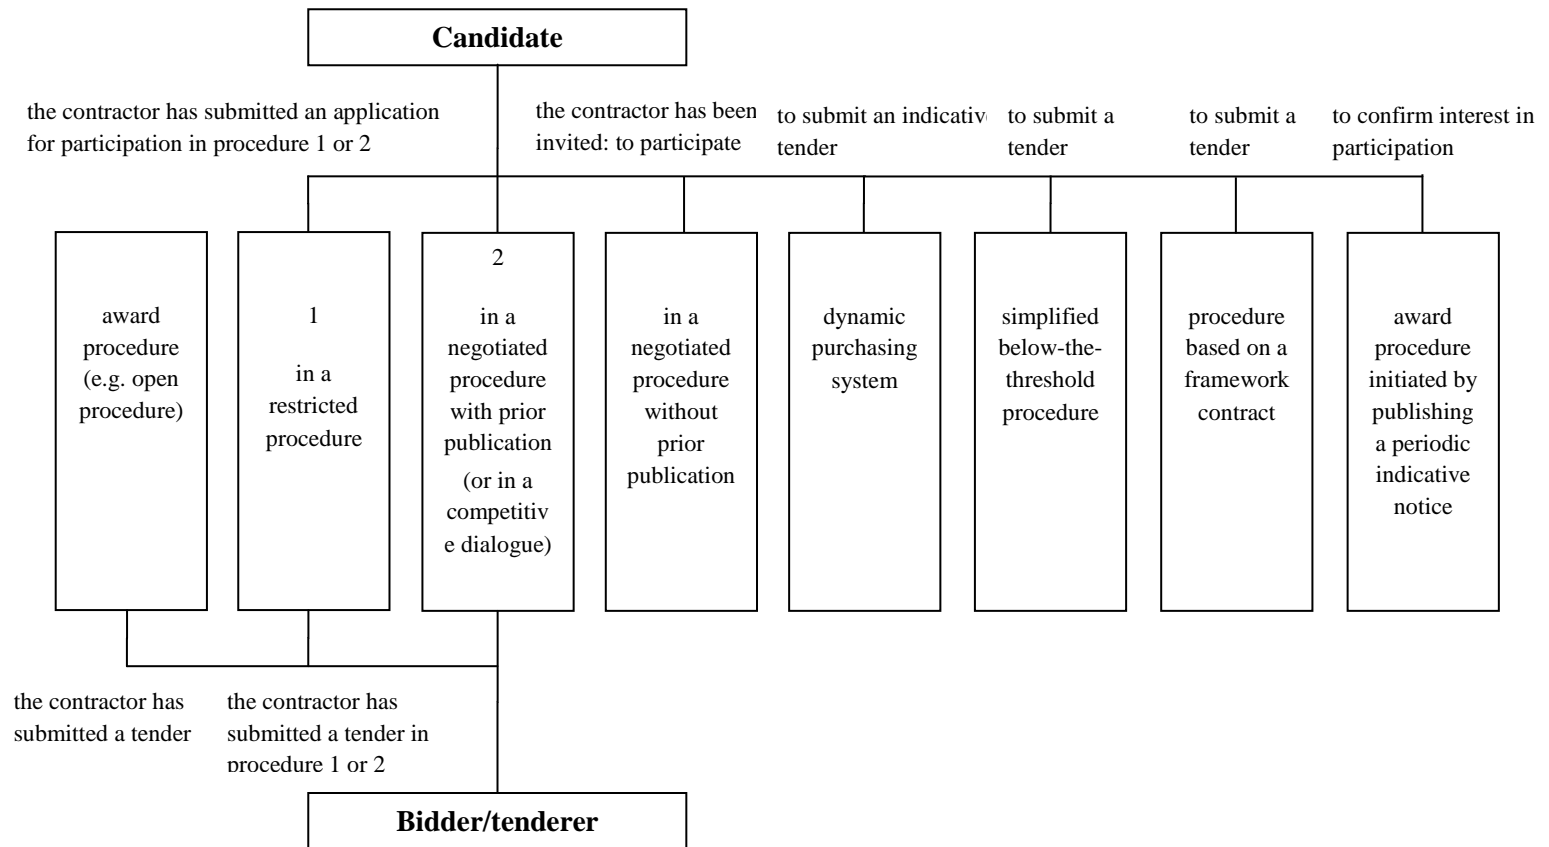 Candidate
the contractor has submitted an application
for participation in procedure 1 or 2
the contractor has been
invited: to participate
to submit an indicativ
tender
to submit a
tender
to submit a
tender
to confirm interest in
participation
award
procedure
(e.g. open
procedure)
1
in a
restricted
procedure
2
in a
negotiated
procedure
with prior
publication
(or in a
competitiv
e dialogue)
in a
negotiated
procedure
without
prior
publication
dynamic
purchasing
system
simplified
below-the-
threshold
procedure
procedure
based on a
framework
contract
award
procedure
initiated by
publishing
a periodic
indicative
notice
the contractor has
submitted a tender
the contractor has
submitted a tender in
procedure 1 or 2
Bidder/tenderer